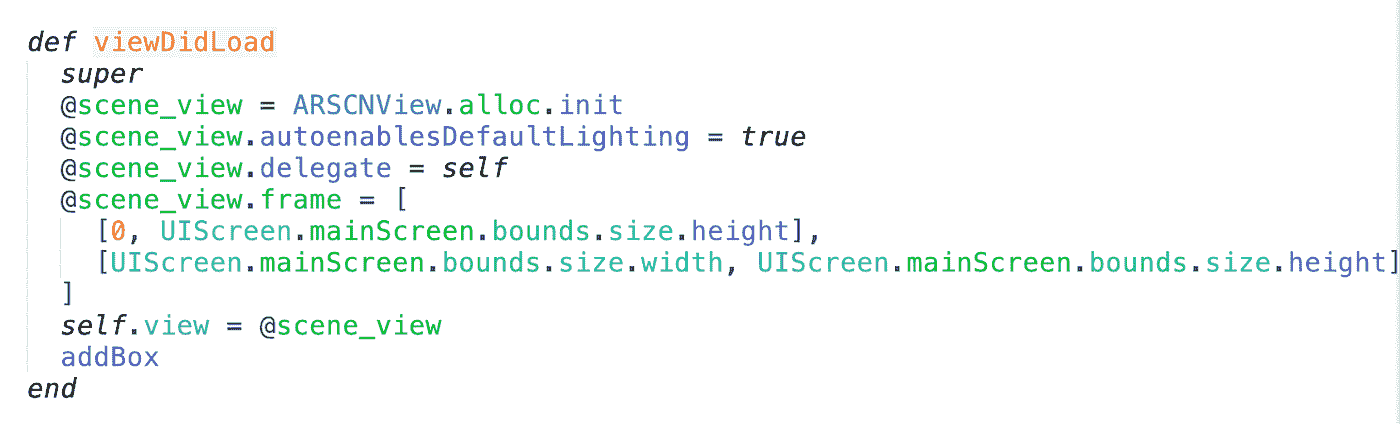 def viewDidLoad
  super
  @scene_view = ARSCNView.alloc.init
  @scene_view.autoenablesDefaultLighting = true
  @scene_view.delegate = self
  @scene_view.frame = [
    [0, UIScreen.mainScreen.bounds.size.height],
    [UIScreen.mainScreen.bounds.size.width, UIScreen.mainScreen.bounds.size.height]
  ]
  self.view = @scene_view
  addBox
end